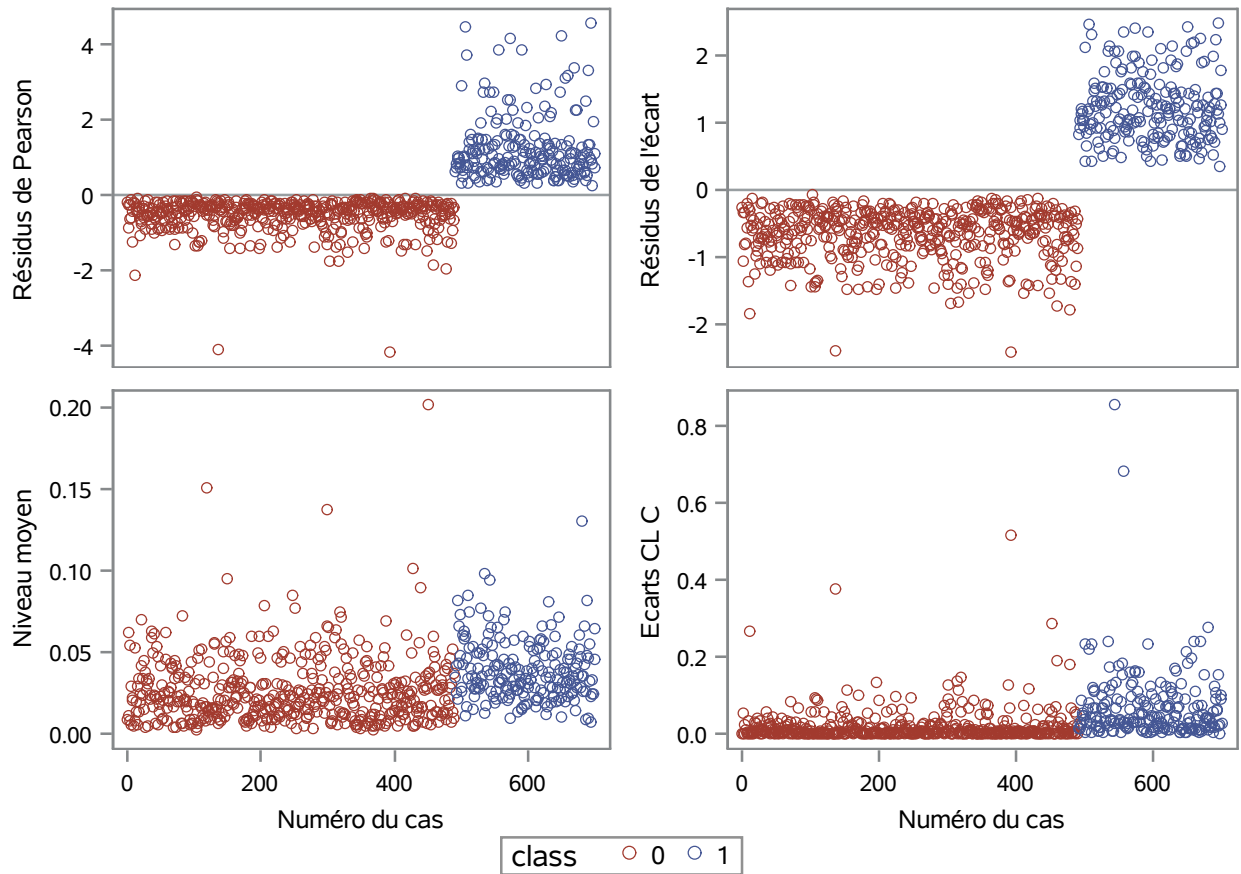 Résidus de Pearson
4
2
0
-2
-4
Résidus de l'écart
2
1
0
-1
-2
Niveau moyen
0.20
0.15
0.10
0.05
0.00
0 200 400 600
Numéro du cas
Ecarts CL C
0.8
0.6
0.4
0.2
0.0
0 200 400 600
Numéro du cas
class 0 1